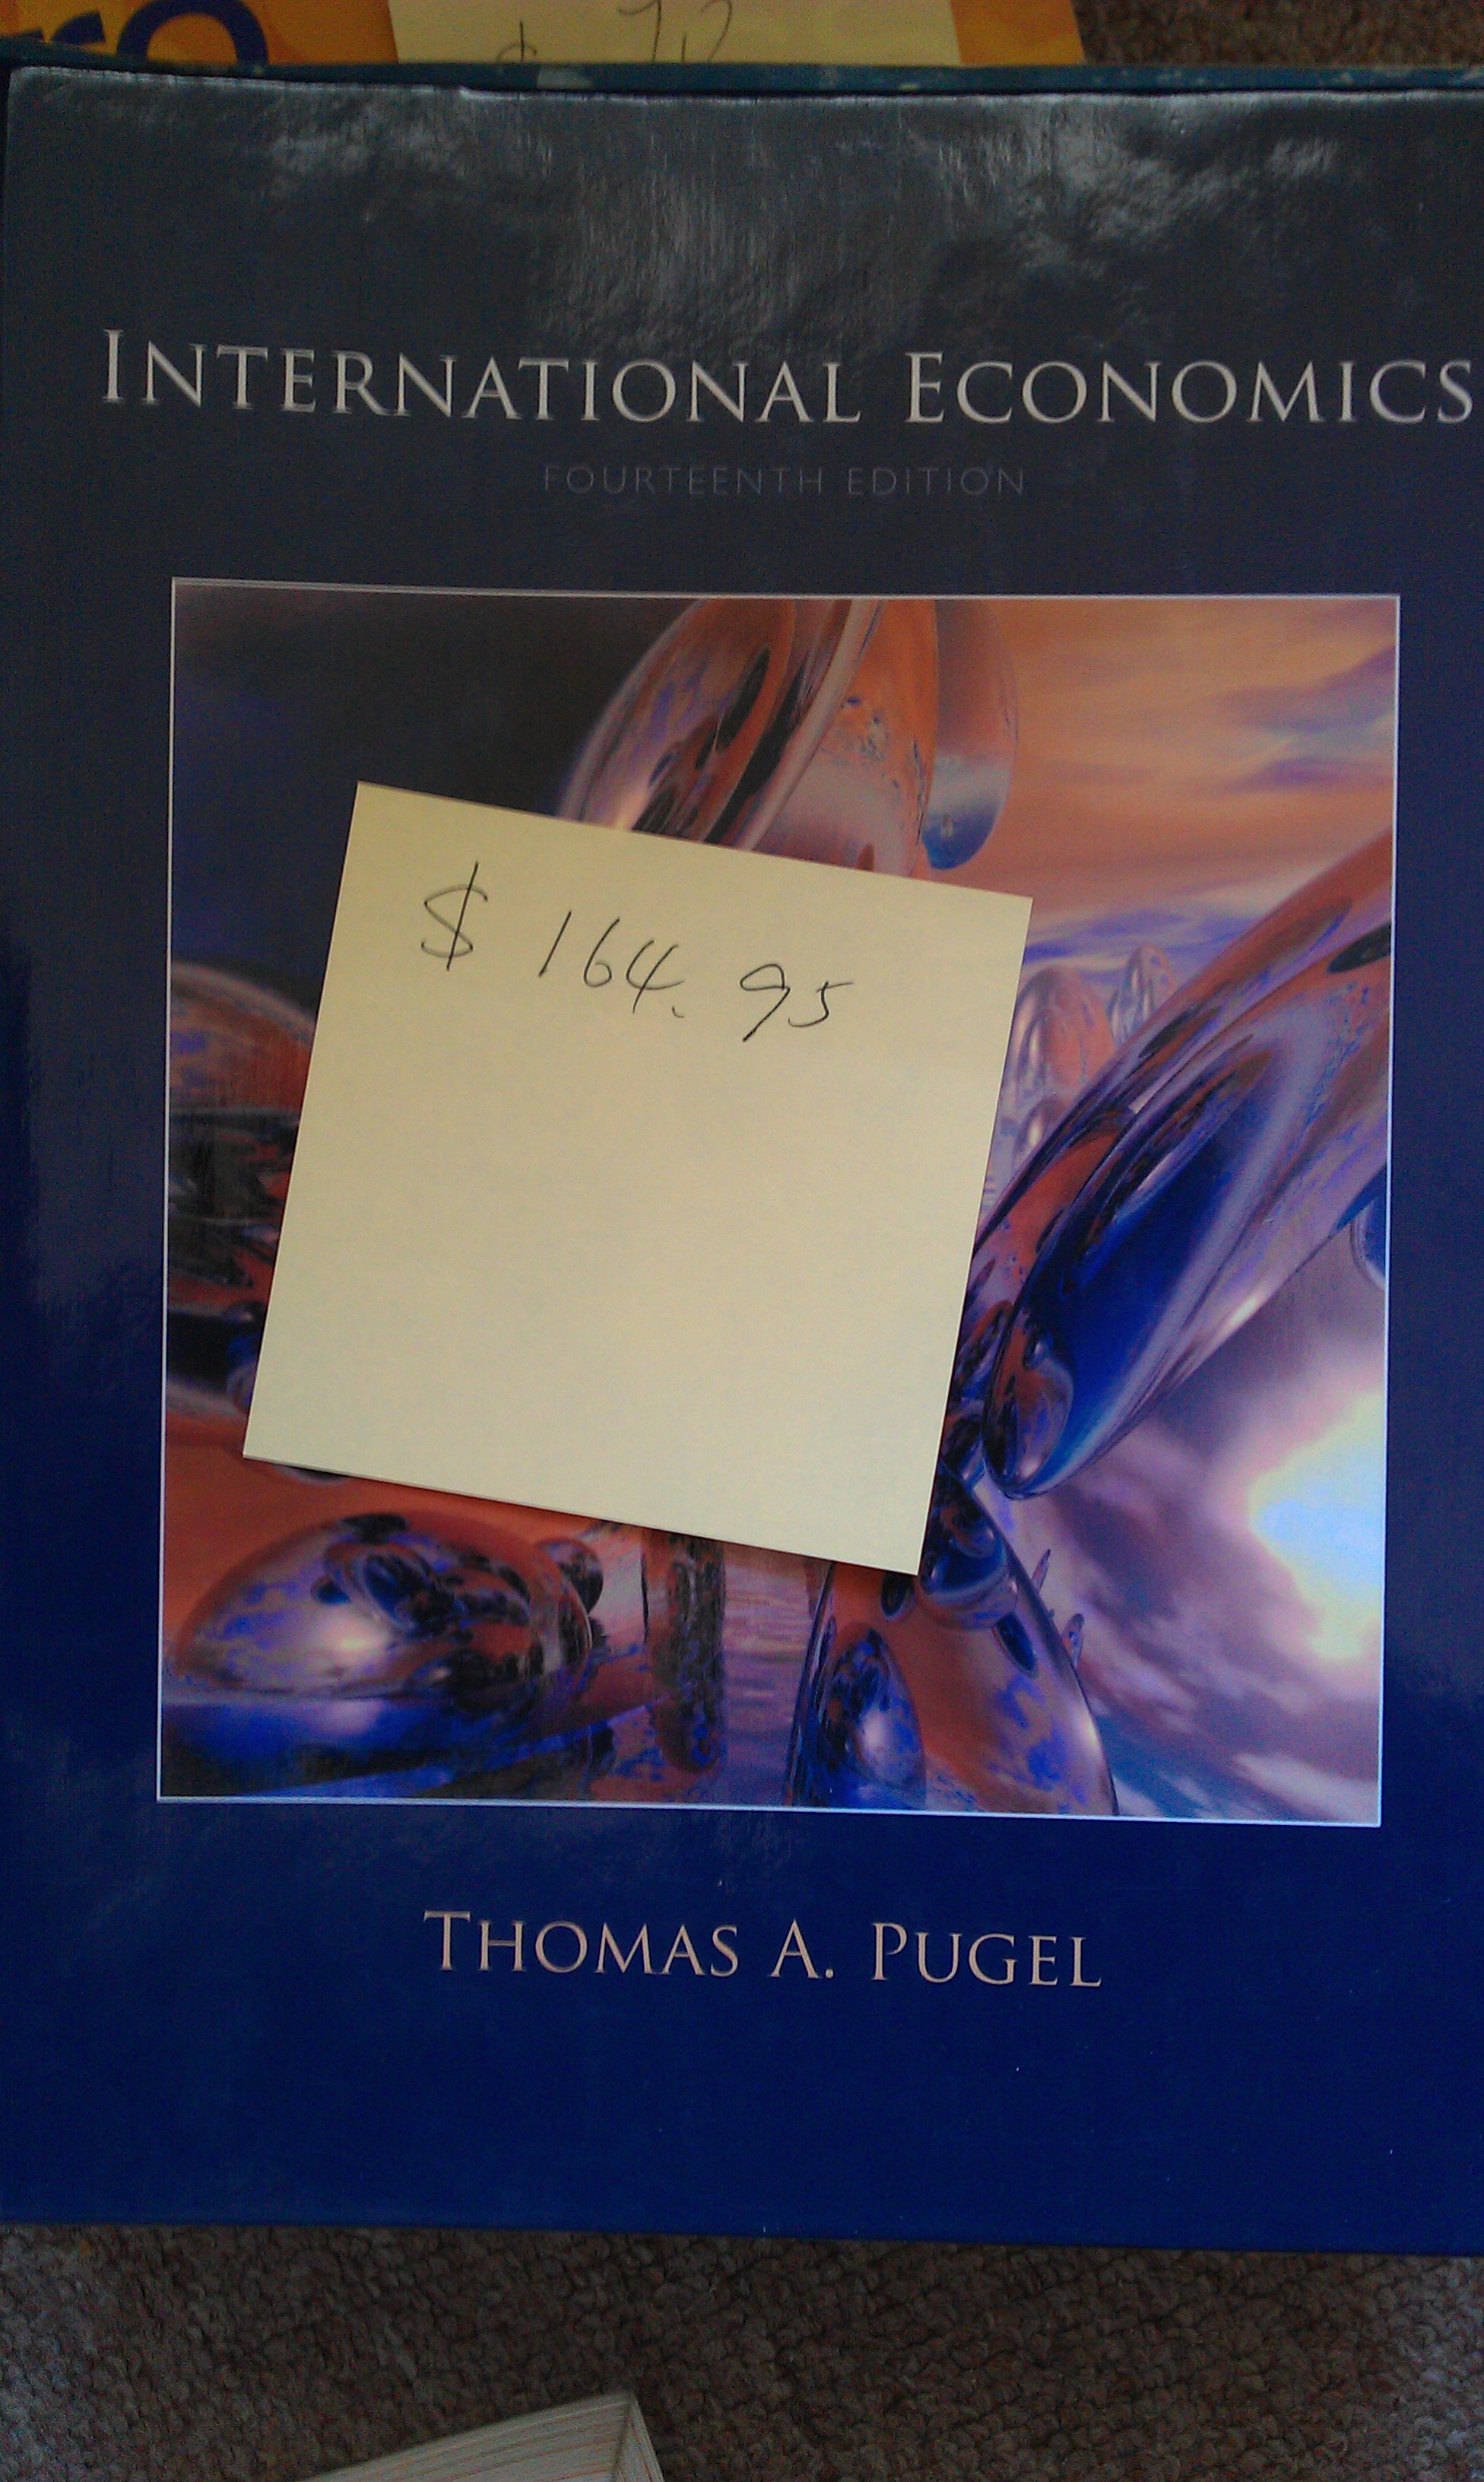 $
INTERNATIONAL ECONOMICS
FOURTEENTH EDITION
$ 164.95
THOMAS A. PUGEL